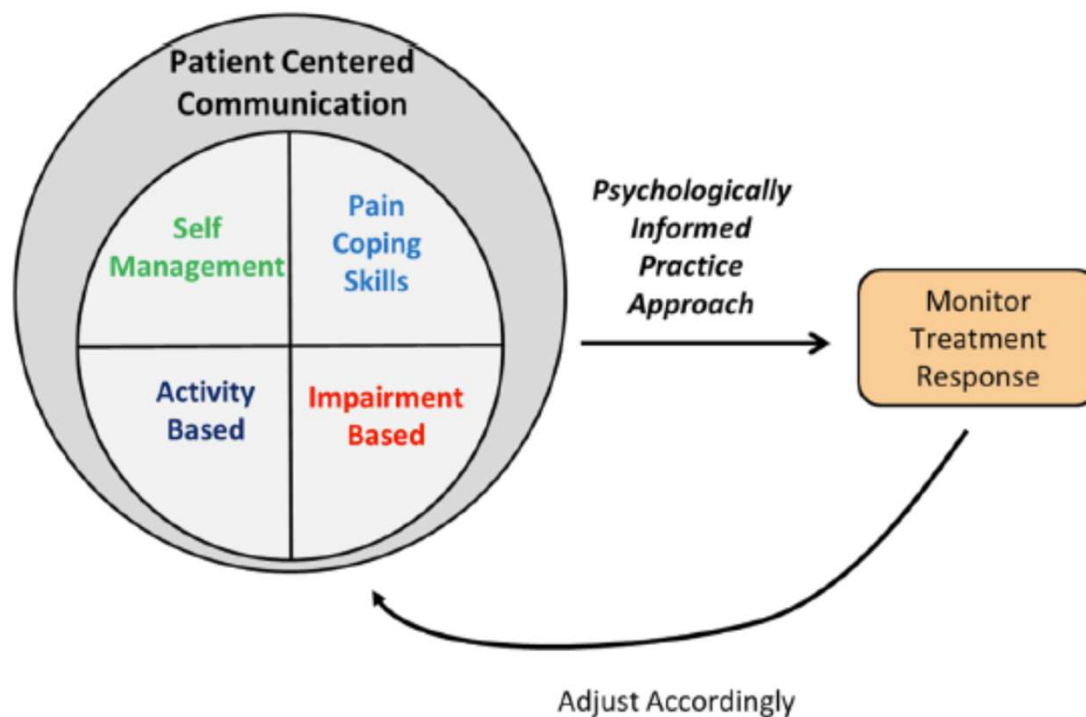 Patient Centered
Communication
Self
Management
Pain
Coping
Skills
Activity
Based
Impairment
Based
Psychologically
Informed
Practice
Approach
Monitor
Treatment
Response
Adjust Accordingly